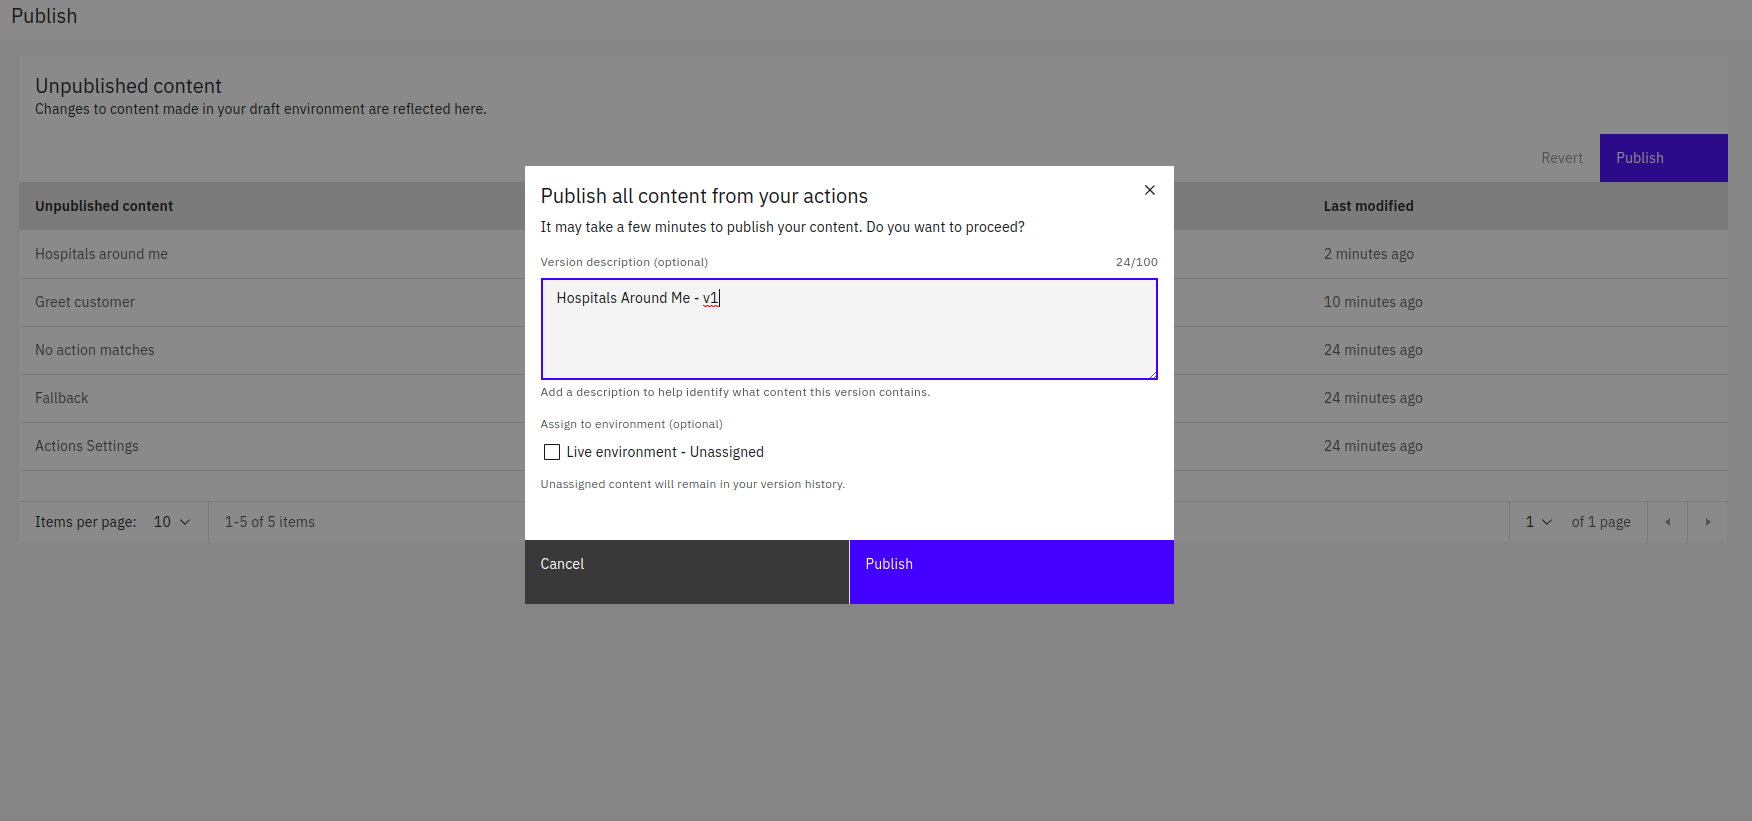 Publish
Unpublished content
Changes to content made in your draft environment are reflected here.
Revert
Publish
Unpublished content
Last modified
Hospitals around me
2 minutes ago
Greet customer
10 minutes ago
No action matches
24 minutes ago
Fallback
24 minutes ago
Actions Settings
24 minutes ago
Items per page: 10
1-5 of 5 items
1
of 1 page
Publish all content from your actions
It may take a few minutes to publish your content. Do you want to proceed?
Version description (optional)
24/100
Hospitals Around Me - v1
Add a description to help identify what content this version contains.
Assign to environment (optional)
Live environment - Unassigned
Unassigned content will remain in your version history.
Cancel
Publish